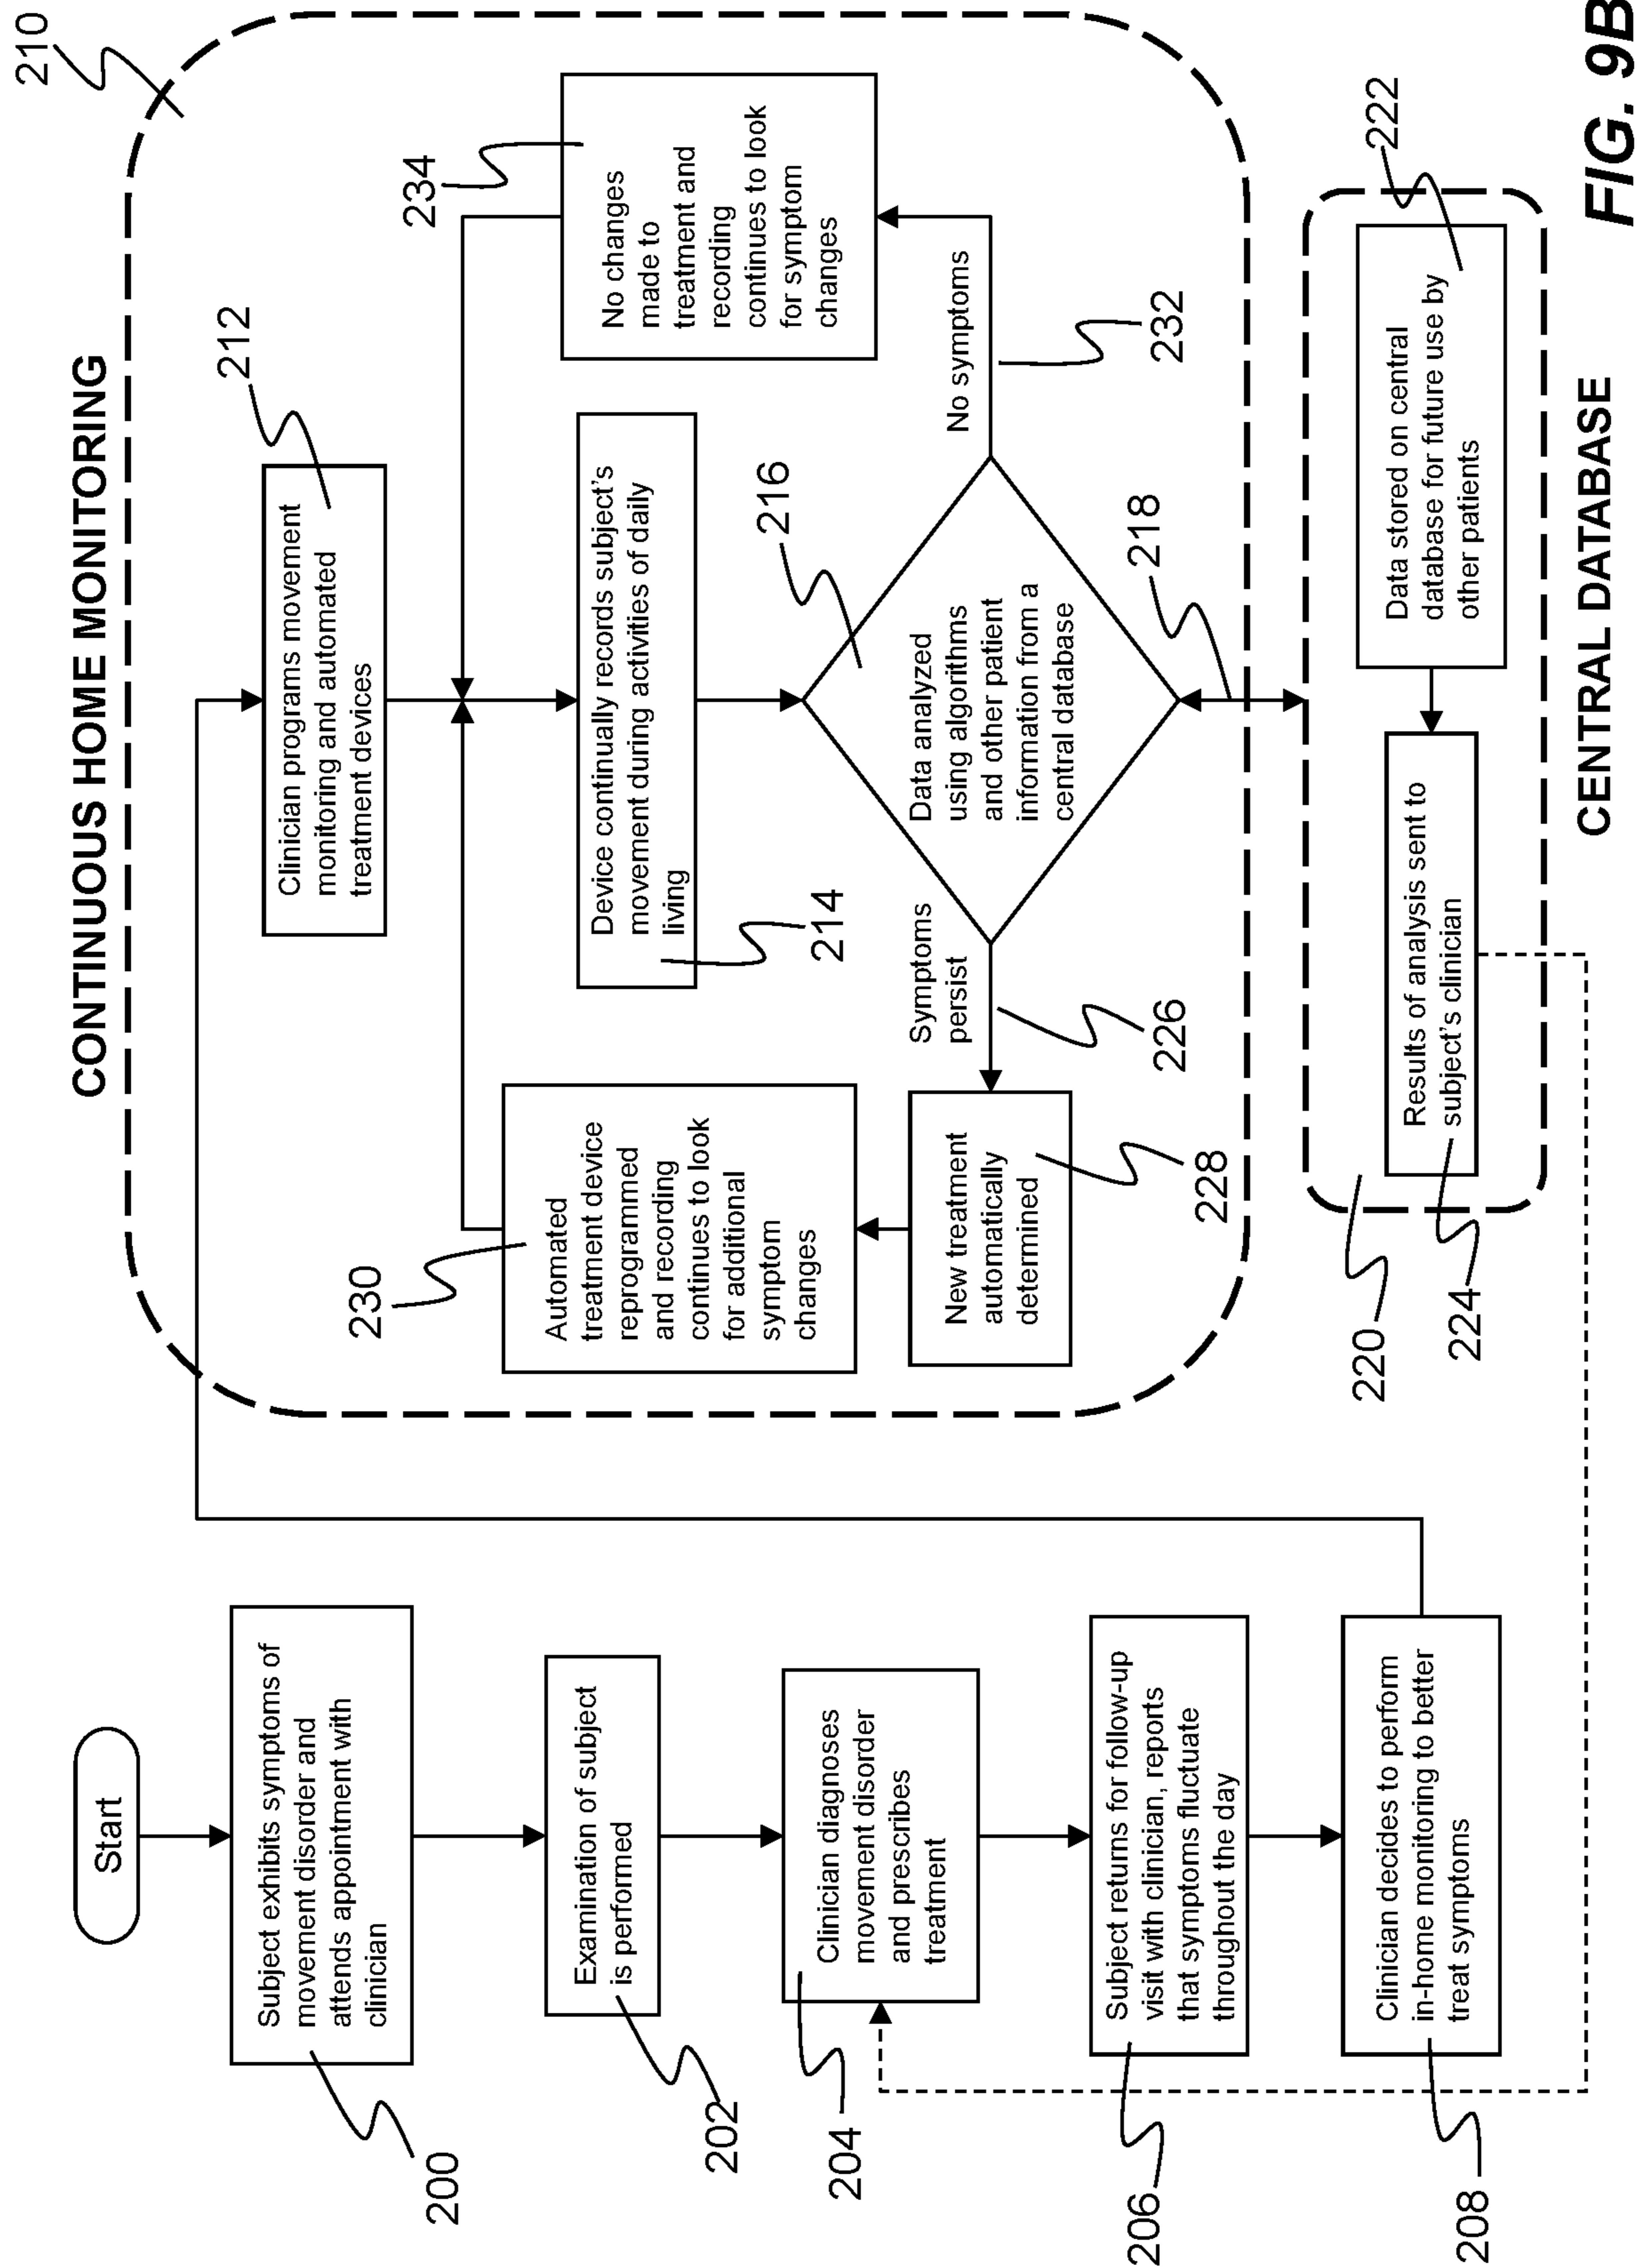 Start
Subject exhibits symptoms of
movement disorder and
attends appointment with
clinician
200
Examination of subject
is performed
202
Clinician diagnoses
movement disorder
and prescribes
treatment
204
Subject returns for follow-up
visit with clinician, reports
that symptoms fluctuate
throughout the day
206
Clinician decides to perform
in-home monitoring to better
treat symptoms
208
CONTINUOUS HOME MONITORING
210
Clinician programs movement
monitoring and automated
treatment devices
212
Device continually records subject's
movement during activities of daily
living
214
Data analyzed
using algorithms
and other patient
information from a
central database
216
218
Symptoms
persist
226
New treatment
automatically
determined
228
Automated
treatment device
reprogrammed
and recording
continues to look
for additional
symptom
changes
230
No symptoms
232
No changes
made to
treatment and
recording
continues to look
for symptom
changes
234
220
Results of analysis sent to
subject's clinician
224
Data stored on central
database for future use by
other patients
222
CENTRAL DATABASE
FIG. 9B